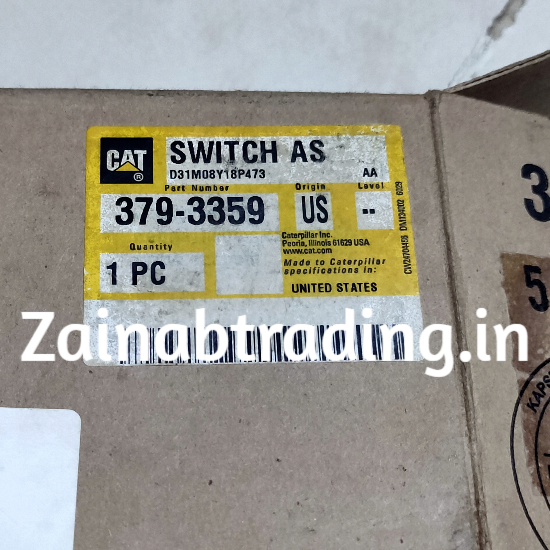 CAT
®
SWITCH AS
D31M08Y18P473
AA
Part Number
Origin
Level
379-3359
US
--
Quantity
1 PC
Caterpillar Inc.
Peoria, Illinois 61629 USA
www.cat.com
Made to Caterpillar
specifications in:
UNITED STATES
Zainabtrading.in
3
5